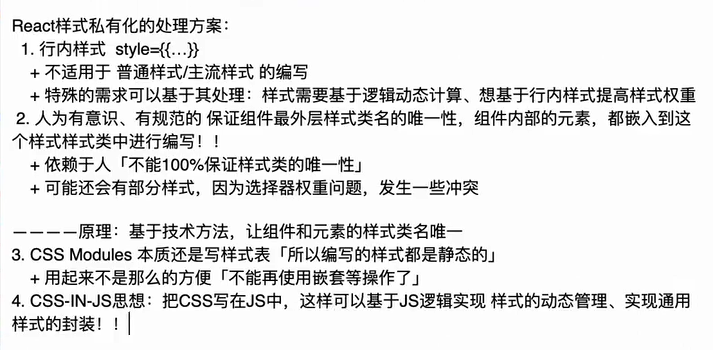 React样式私有化的处理方案：
1. 行内样式  style={{…}}
+ 不适用于 普通样式/主流样式 的编写
+ 特殊的需求可以基于其处理：样式需要基于逻辑动态计算、想基于行内样式提高样式权重
2. 人为有意识、有规范的 保证组件最外层样式类名的唯一性，组件内部的元素，都嵌入到这
个样式样式类中进行编写！！
+ 依赖于人「不能100%保证样式类的唯一性」
+ 可能还会有部分样式，因为选择器权重问题，发生一些冲突
————原理：基于技术方法，让组件和元素的样式类名唯一
3. CSS Modules 本质还是写样式表「所以编写的样式都是静态的」
+ 用起来不是那么的方便「不能再使用嵌套等操作了」
4. CSS-IN-JS思想：把CSS写在JS中，这样可以基于JS逻辑实现 样式的动态管理、实现通用
样式的封装！！